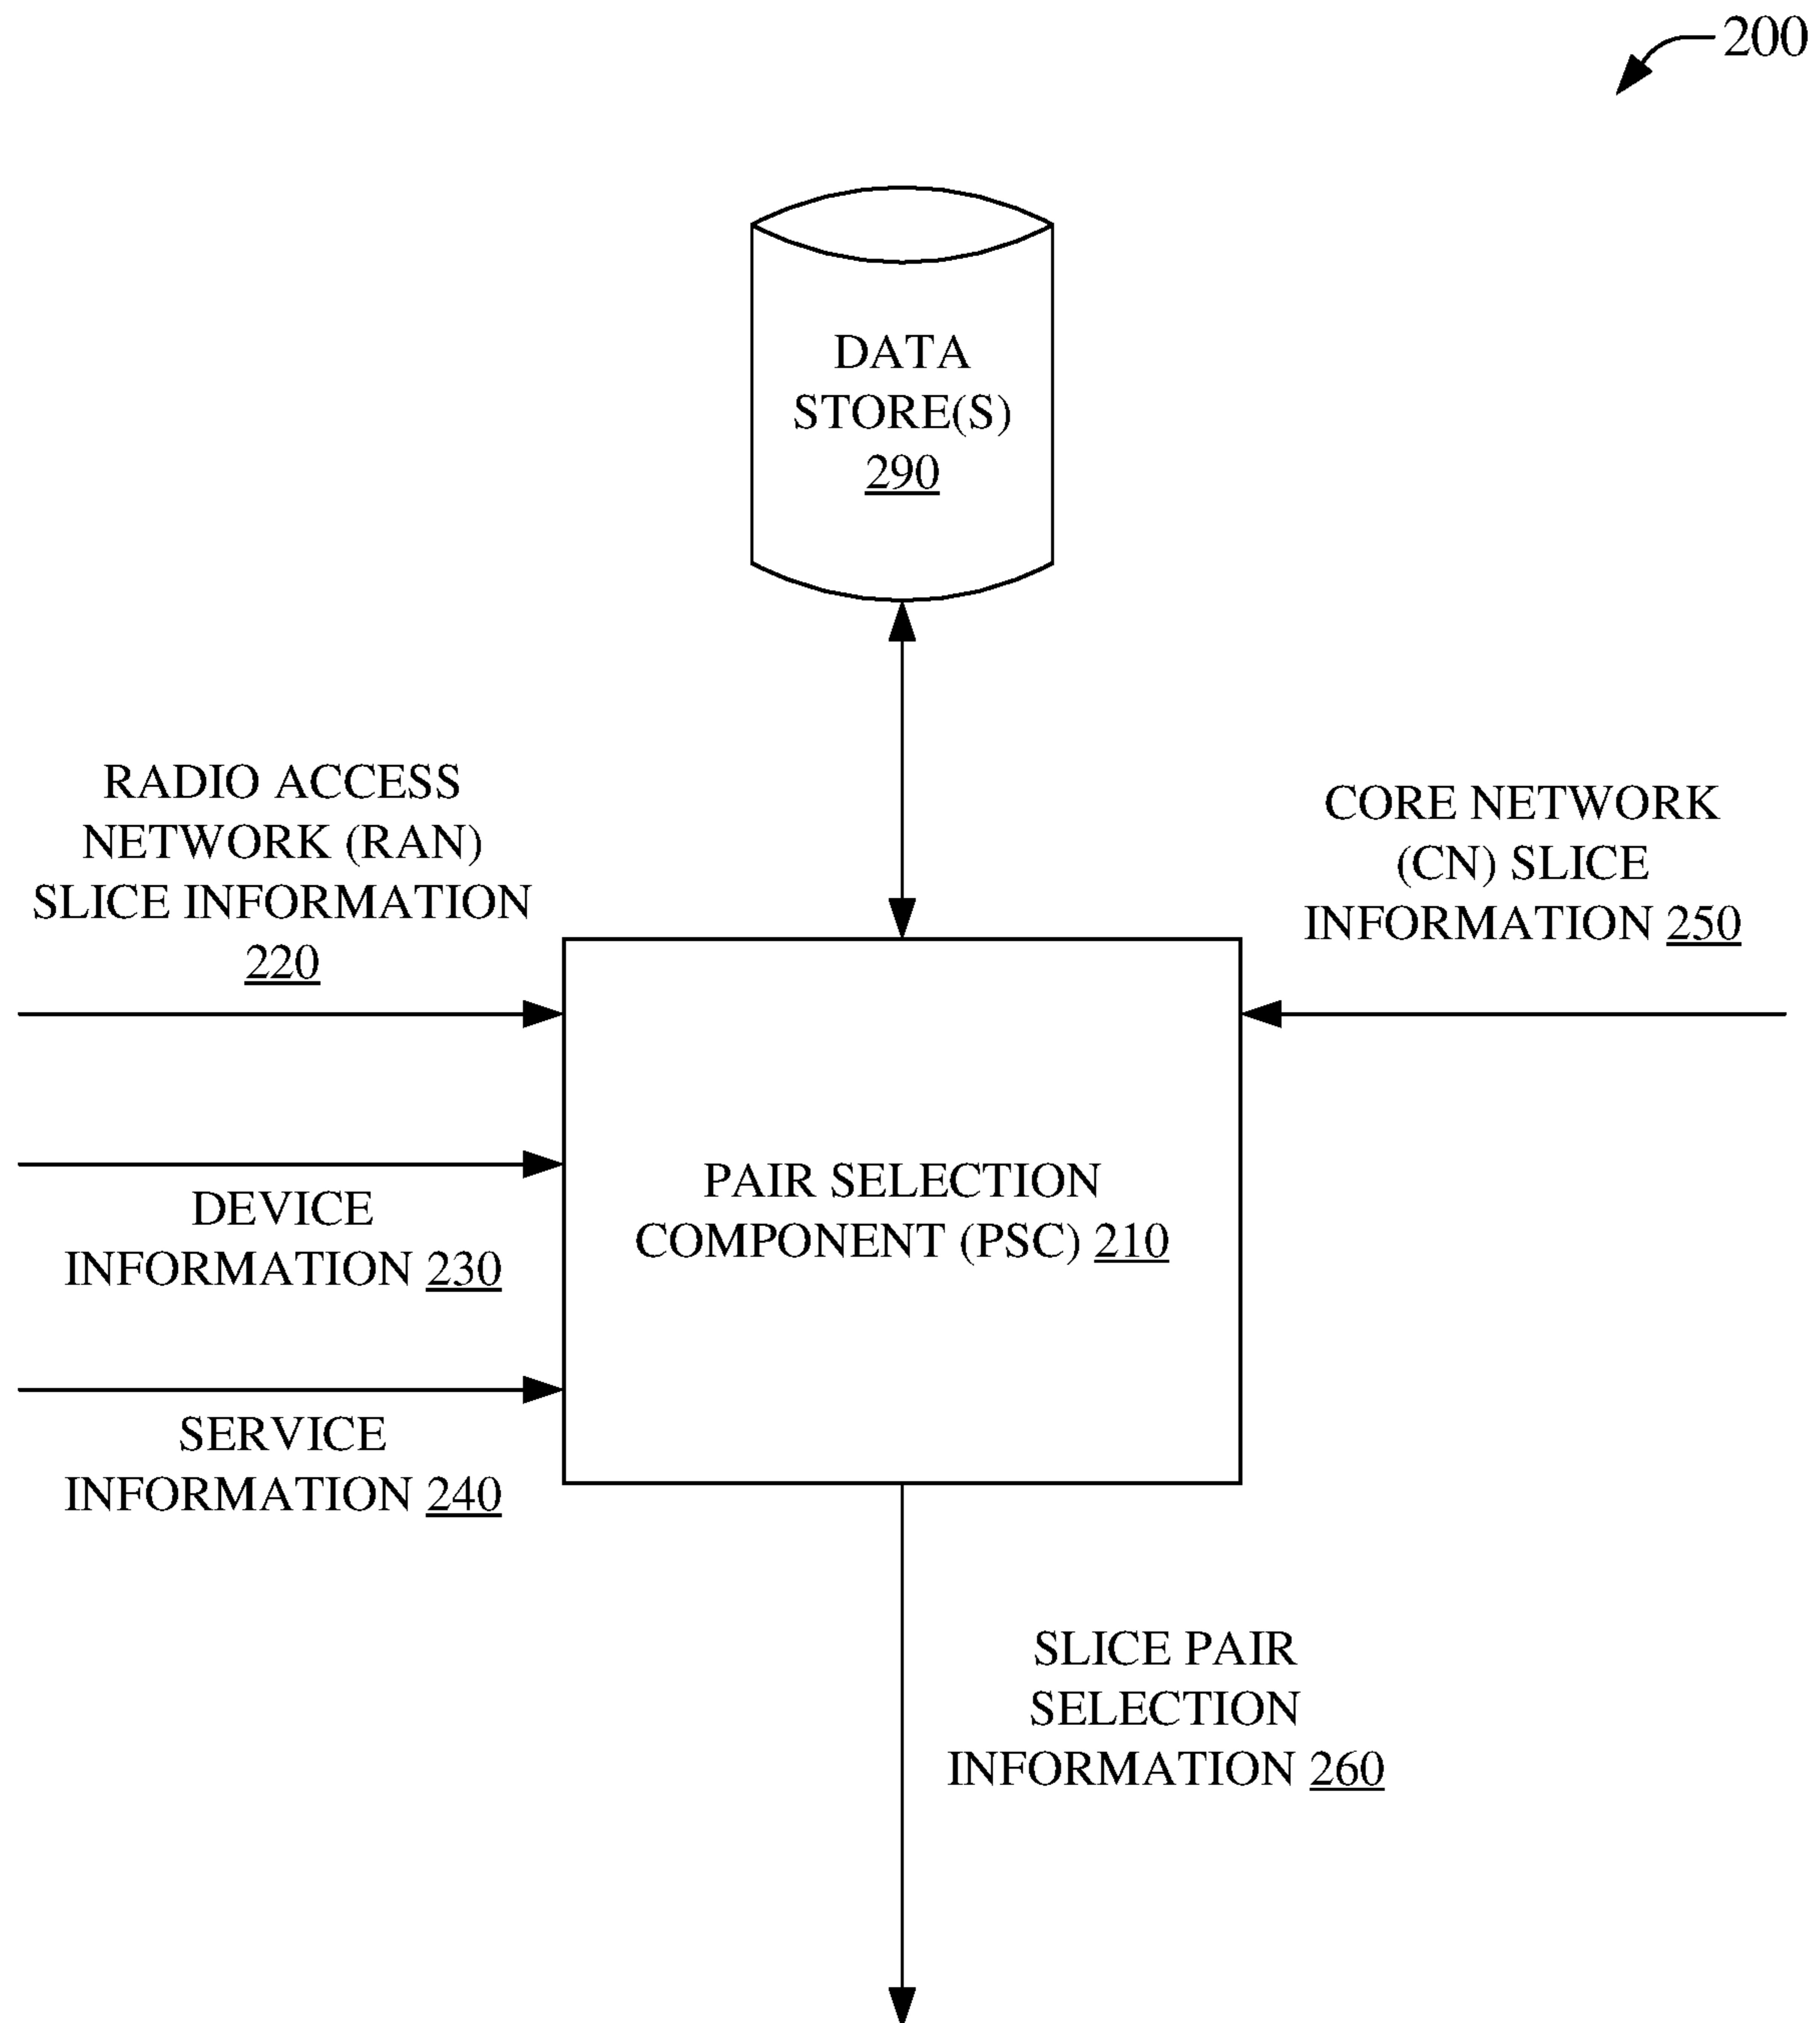 200
DATA
STORE(S)
290
RADIO ACCESS
NETWORK (RAN)
SLICE INFORMATION
220
CORE NETWORK
(CN) SLICE
INFORMATION 250
PAIR SELECTION
COMPONENT (PSC) 210
DEVICE
INFORMATION 230
SERVICE
INFORMATION 240
SLICE PAIR
SELECTION
INFORMATION 260